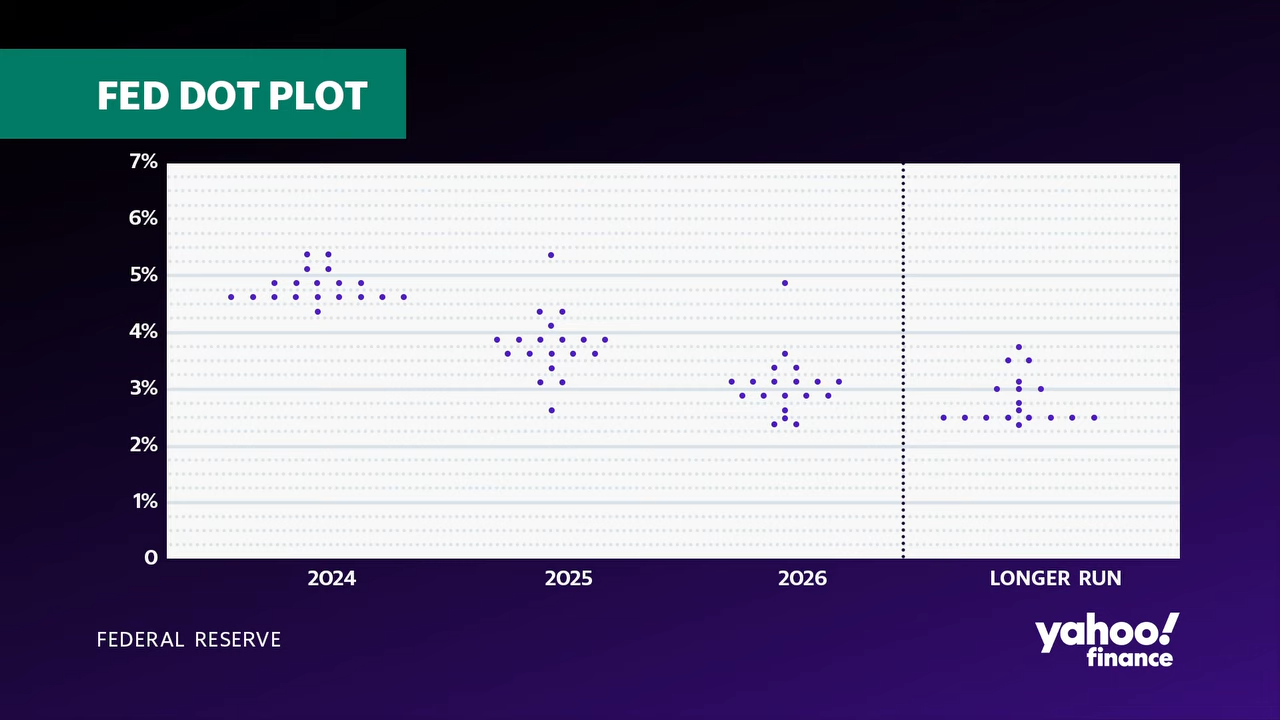 FED DOT PLOT
7%
6%
5%
4%
3%
2%
1%
0
2024
2025
2026
LONGER RUN
FEDERAL RESERVE
yahoo!
finance